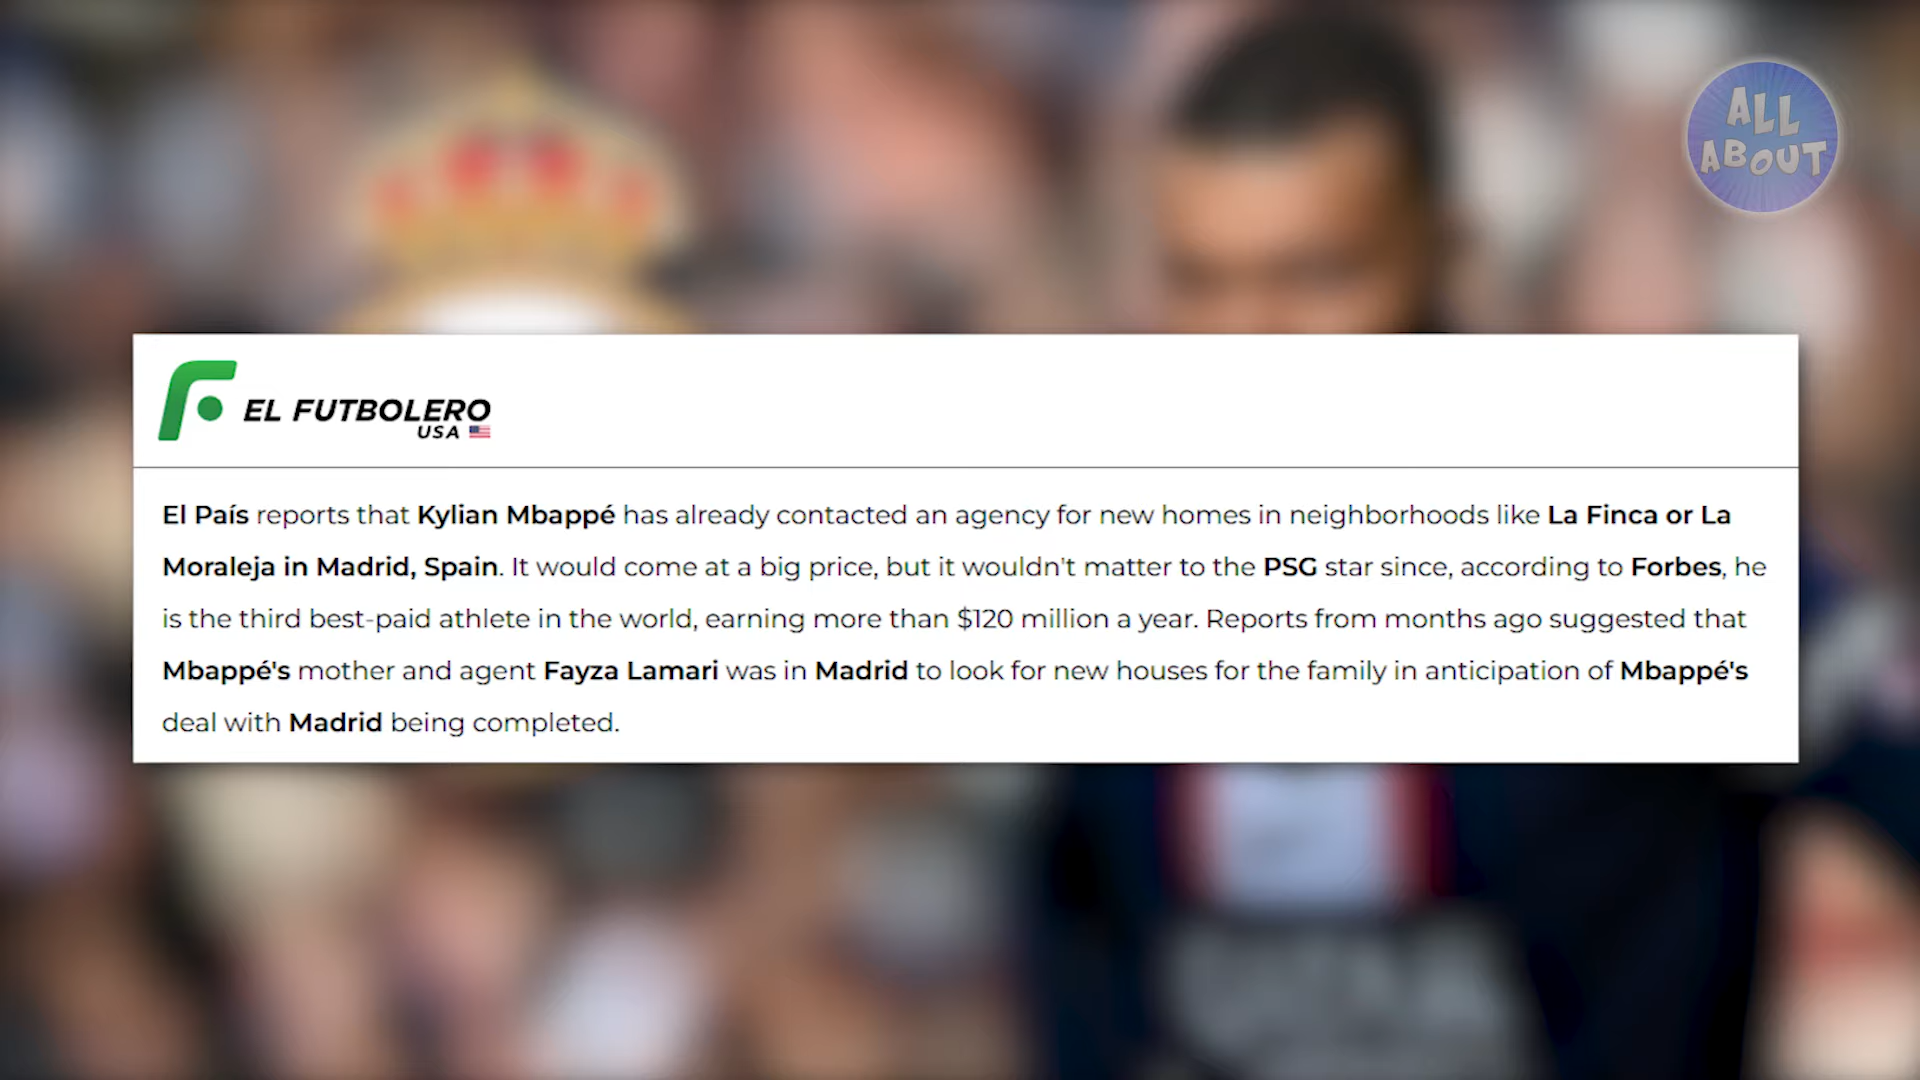 ALL
ABOUT
EL FUTBOLERO
USA
El País reports that Kylian Mbappé has already contacted an agency for new homes in neighborhoods like La Finca or La
Moraleja in Madrid, Spain. It would come at a big price, but it wouldn't matter to the PSG star since, according to Forbes, he
is the third best-paid athlete in the world, earning more than $120 million a year. Reports from months ago suggested that
Mbappé's mother and agent Fayza Lamari was in Madrid to look for new houses for the family in anticipation of Mbappé's
deal with Madrid being completed.